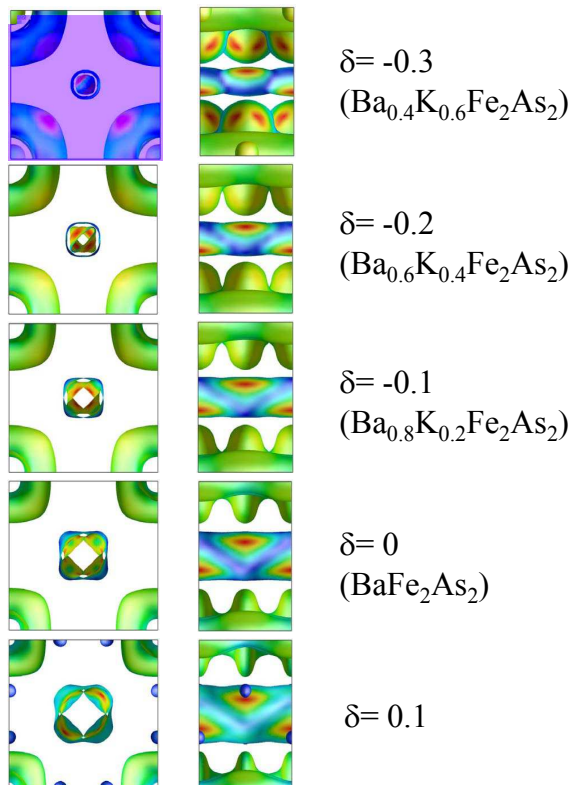 δ= -0.3
(Ba₀.₄K₀.₆Fe₂As₂)
δ= -0.2
(Ba₀.₆K₀.₄Fe₂As₂)
δ= -0.1
(Ba₀.₈K₀.₂Fe₂As₂)
δ= 0
(BaFe₂As₂)
δ= 0.1